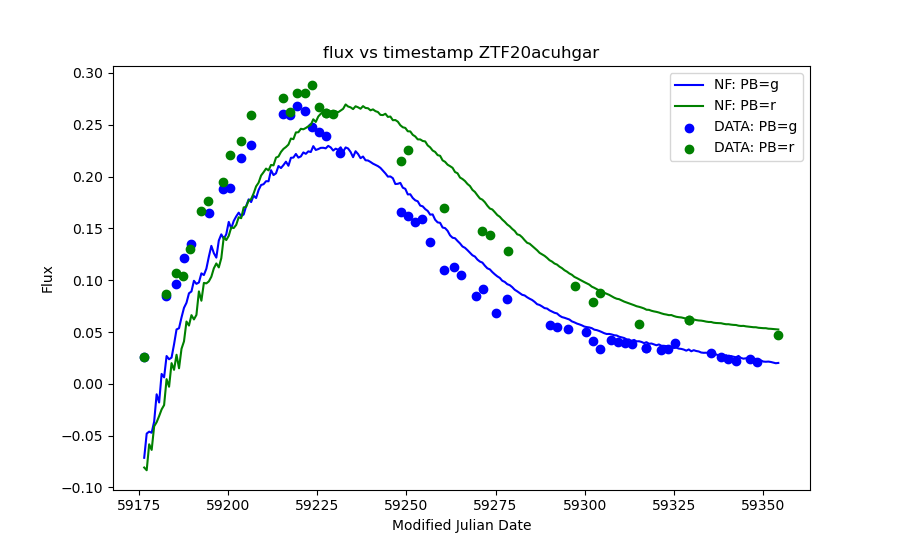 flux vs timestamp ZTF20acuhgar
0.30
0.25
0.20
0.15
0.10
0.05
0.00
−0.05
−0.10
Flux
NF: PB=g
NF: PB=r
DATA: PB=g
DATA: PB=r
59175 59200 59225 59250 59275 59300 59325 59350
Modified Julian Date